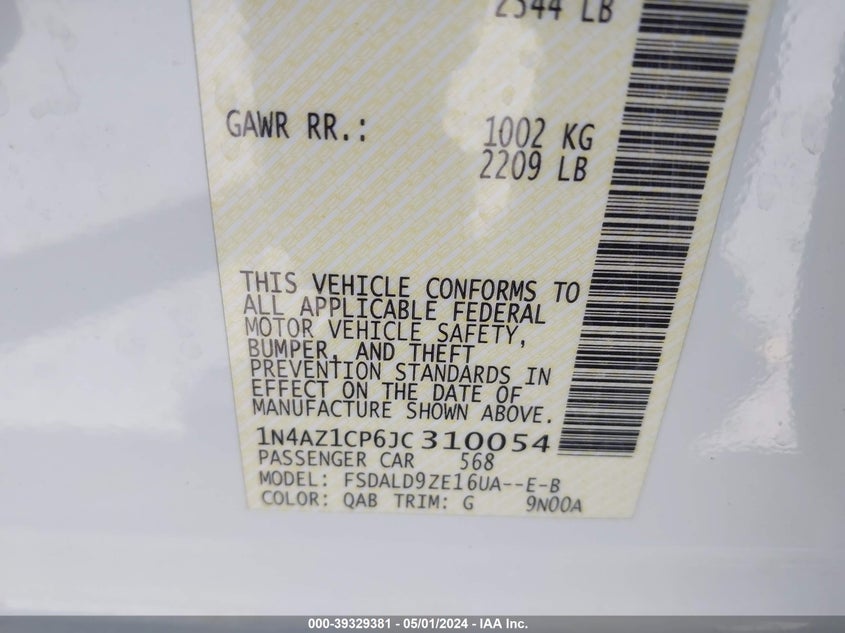 2544 LB
GAWR RR.: 1002 KG
2209 LB
THIS VEHICLE CONFORMS TO
ALL APPLICABLE FEDERAL
MOTOR VEHICLE SAFETY,
BUMPER, AND THEFT
PREVENTION STANDARDS IN
EFFECT ON THE DATE OF
MANUFACTURE SHOWN ABOVE.
1N4AZ1CP6JC310054
PASSENGER CAR 568
MODEL: FSDALD9ZE16UA--E-B
COLOR: QAB TRIM: G 9N00A
000-39329381 - 05/01/2024 - IAA Inc.